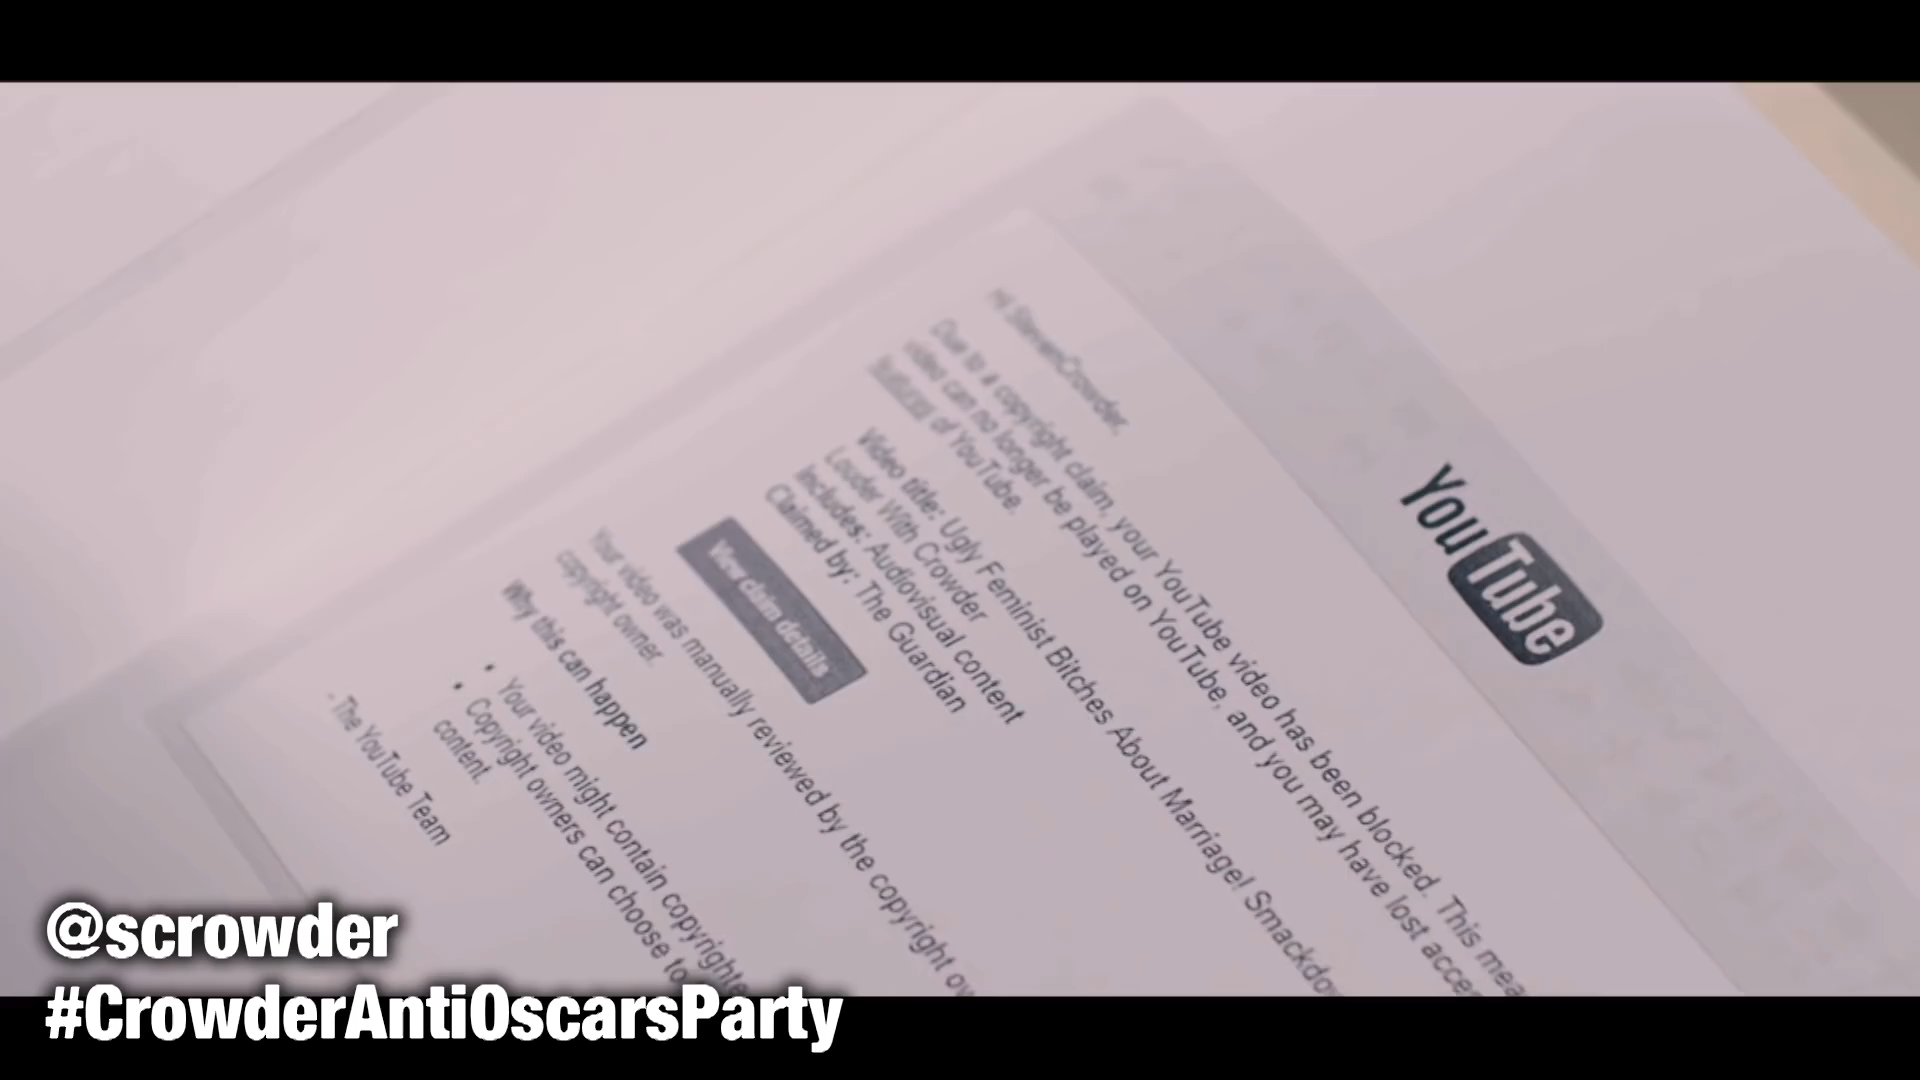 YouTube
Hi StevenCrowder,
Due to a copyright claim, your YouTube video has been blocked. This mea
video can no longer be played on YouTube, and you may have lost acce
of YouTube.
Video title: Ugly Feminist Bitches About Marriage! Smackdo
Louder With Crowder
Includes: Audiovisual content
Claimed by: The Guardian
View claim details
Your video was manually reviewed by the copyright ow
copyright owner.
Why this can happen
• Your video might contain copyrighte
• Copyright owners can choose to
content.
- The YouTube Team
@scrowder
#CrowderAntiOscarsParty